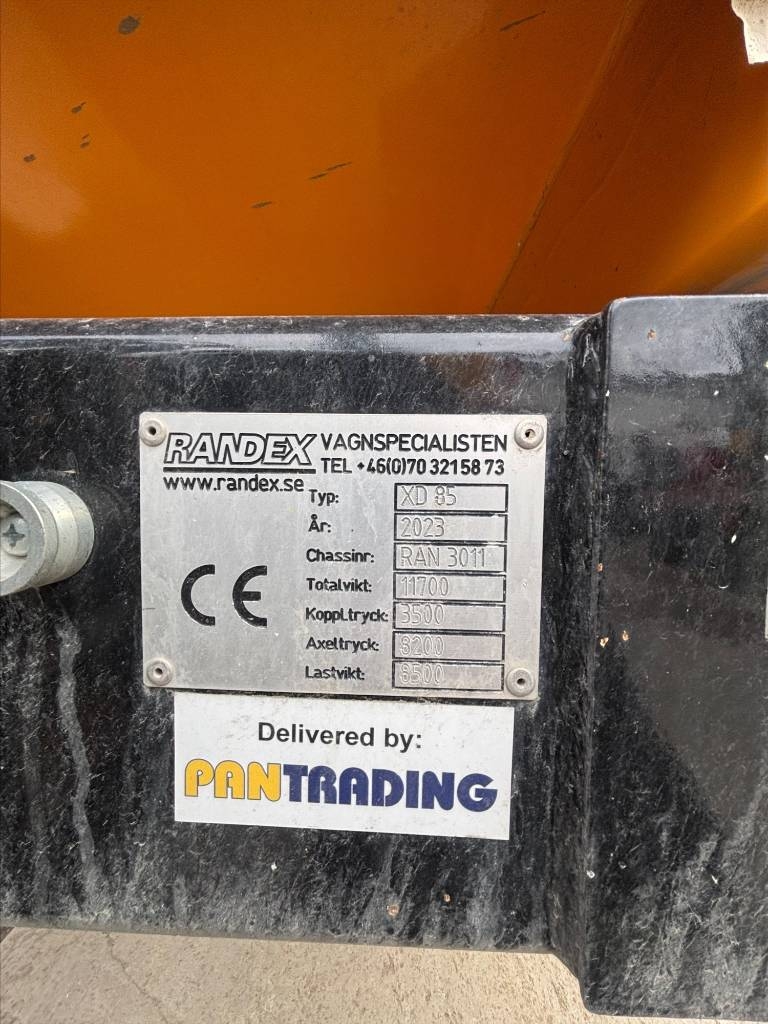 RANDEX VAGNSPECIALISTEN
TEL +46(0)70 321 58 73
www.randex.se
Typ: XD 85
År: 2023
Chassinr: RAN 3011
Totalvikt: 11700
Koppl.tryck: 3500
Axeltryck: 8200
Lastvikt: 8500
CE
Delivered by:
PANTRADING